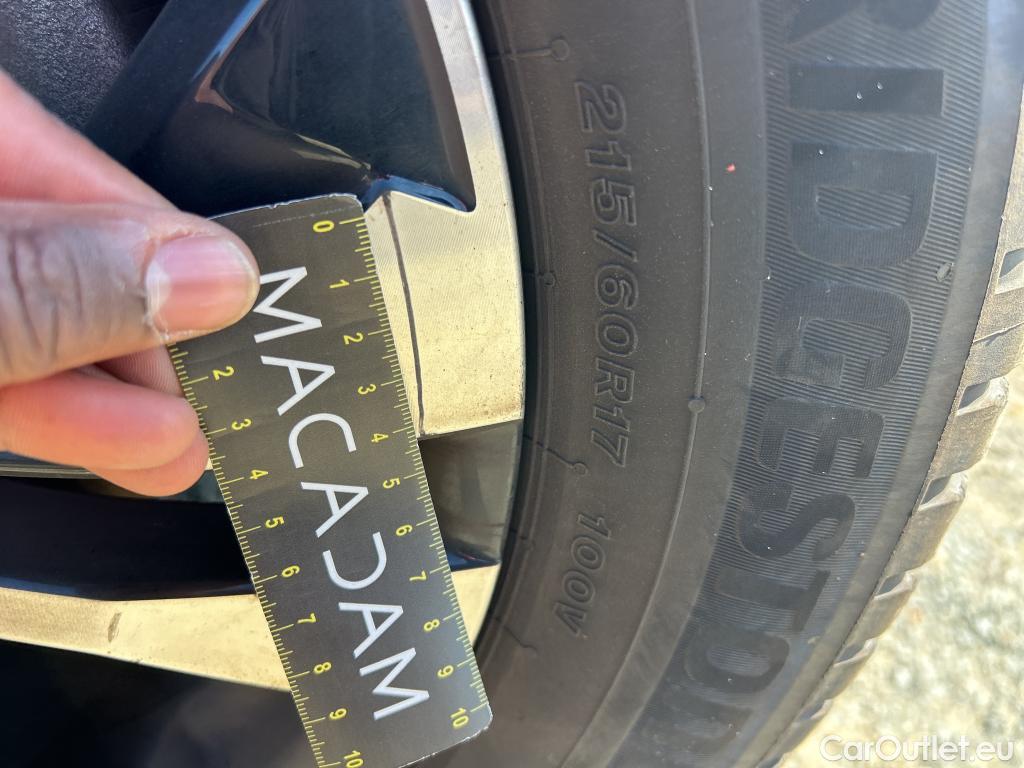 215/60R17 100V
BRIDGESTON
MACADAM
0 1 2 3 4 5 6 7 8 9 10
2 3 4 5 6 7 8 9 10
CarOutlet.eu